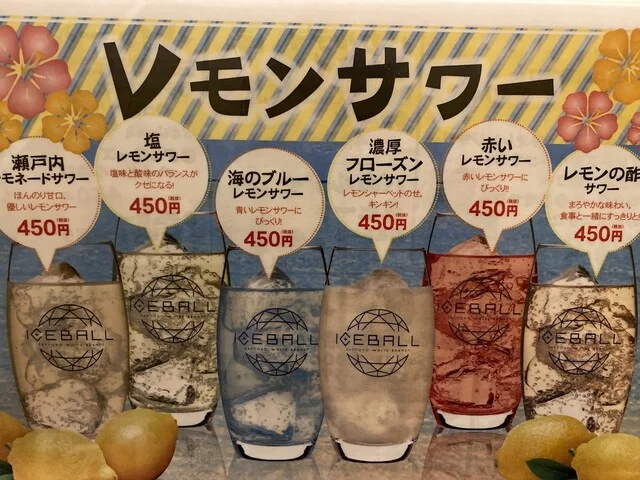 レモンサワー
瀬戸内
モネードサワー
ほんのり甘口。
優しいレモンサワー
450円
塩
レモンサワー
塩味と酸味のバランスが
クセになる!
450円
海のブルー
レモンサワー
青いレモンサワーに
びっくり!
450円
濃厚
フローズン
レモンサワー
レモンシャーベットのせ。
キンキン!
450円
赤い
レモンサワー
赤いレモンサワーに
びっくり!!
450円
レモンの酢
サワー
まろやかな味わい。
食事と一緒にすっきりと
450円
ICEBALL
ICEBALL
SAPPORO WHITE BRANDY
ICEBALL
ICEBALL
SAPPORO WHITE BRANDY
ICEBALL
ICEBALL